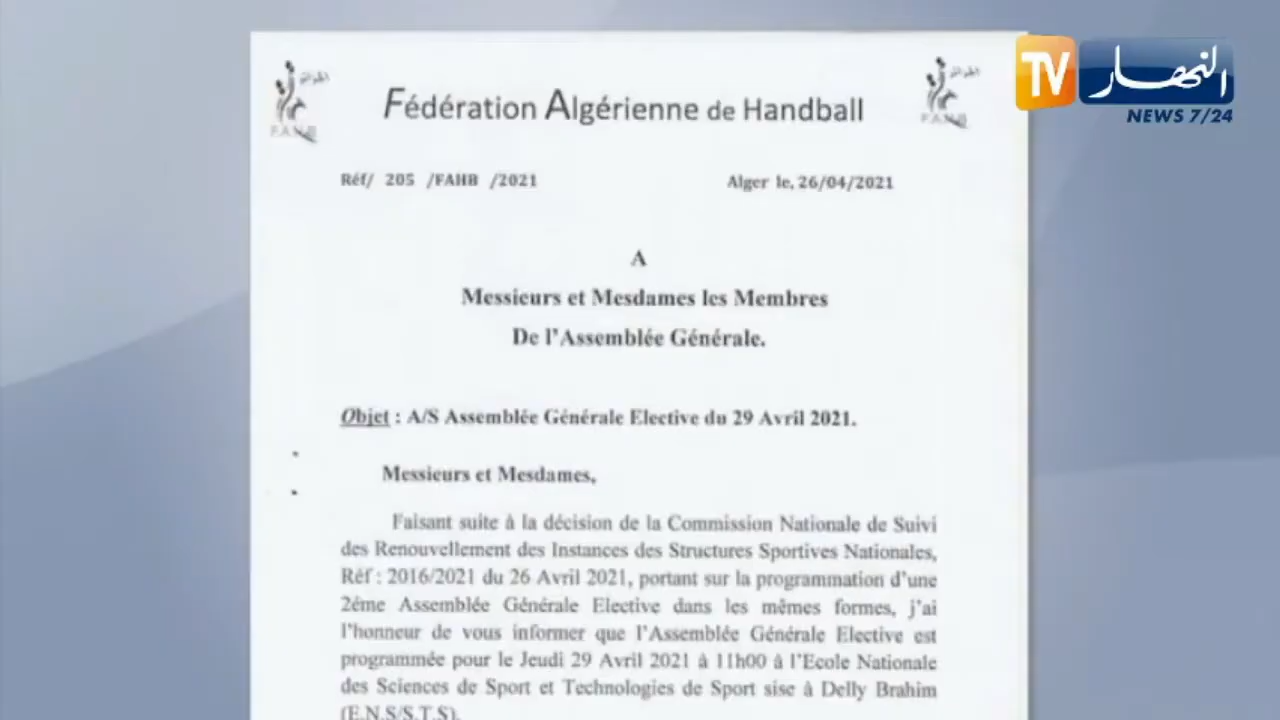 TV النهار
NEWS 7/24
Fédération Algérienne de Handball
F.A.H.B
Réf/ 205 /FAHB /2021
Alger le, 26/04/2021
A
Messieurs et Mesdames les Membres
De l'Assemblée Générale.
Objet : A/S Assemblée Générale Elective du 29 Avril 2021.
Messieurs et Mesdames,
Faisant suite à la décision de la Commission Nationale de Suivi
des Renouvellement des Instances des Structures Sportives Nationales,
Réf : 2016/2021 du 26 Avril 2021, portant sur la programmation d'une
2éme Assemblée Générale Elective dans les mêmes formes, j'ai
l'honneur de vous informer que l'Assemblée Générale Elective est
programmée pour le Jeudi 29 Avril 2021 à 11h00 à l'Ecole Nationale
des Sciences de Sport et Technologies de Sport sise à Delly Brahim
(E.N.S/S.T.S).